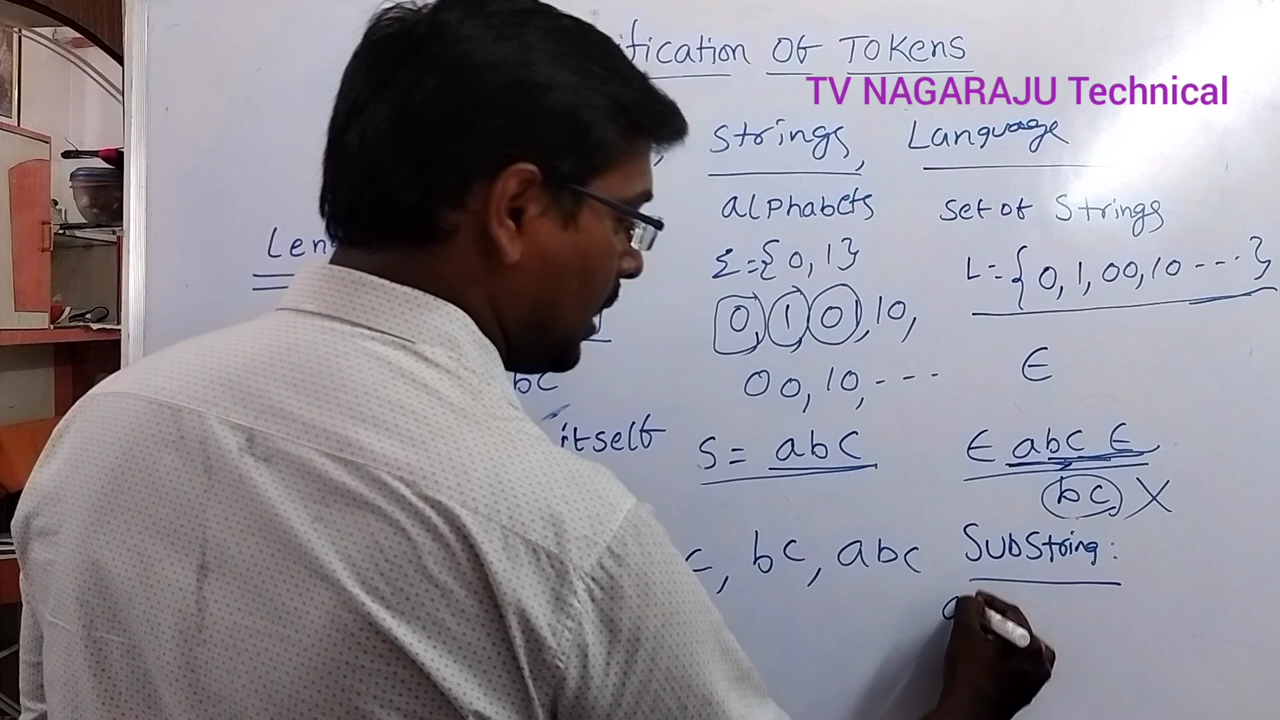 ification Of Tokens
TV NAGARAJU Technical
Strings, Language
alphabets set of Strings
Len
Σ={0,1} L={0,1,00,10---}
0,1,0,10,
bc 00,10,--- ϵ
itself S = abc ϵ abc ϵ
bc X
c, bc, abc Substring: